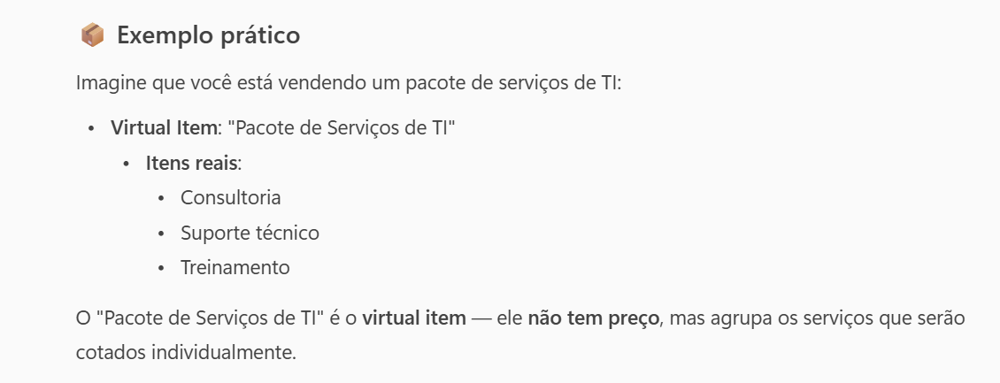 📦 Exemplo prático
Imagine que você está vendendo um pacote de serviços de TI:
• Virtual Item: "Pacote de Serviços de TI"
• Itens reais:
• Consultoria
• Suporte técnico
• Treinamento
O "Pacote de Serviços de TI" é o virtual item — ele não tem preço, mas agrupa os serviços que serão
cotados individualmente.